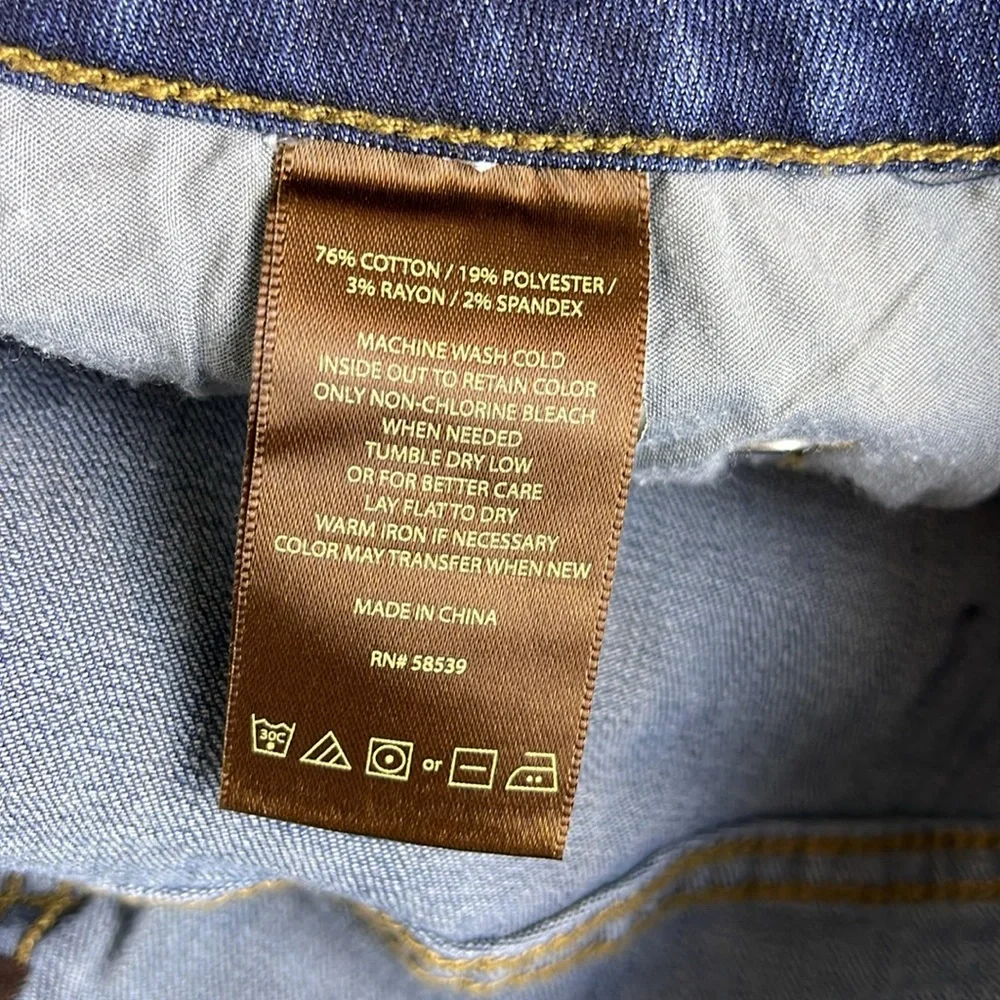 76% COTTON / 19% POLYESTER /
3% RAYON / 2% SPANDEX
MACHINE WASH COLD
INSIDE OUT TO RETAIN COLOR
ONLY NON-CHLORINE BLEACH
WHEN NEEDED
TUMBLE DRY LOW
OR FOR BETTER CARE
LAY FLAT TO DRY
WARM IRON IF NECESSARY
COLOR MAY TRANSFER WHEN NEW
MADE IN CHINA
RN# 58539
30C or